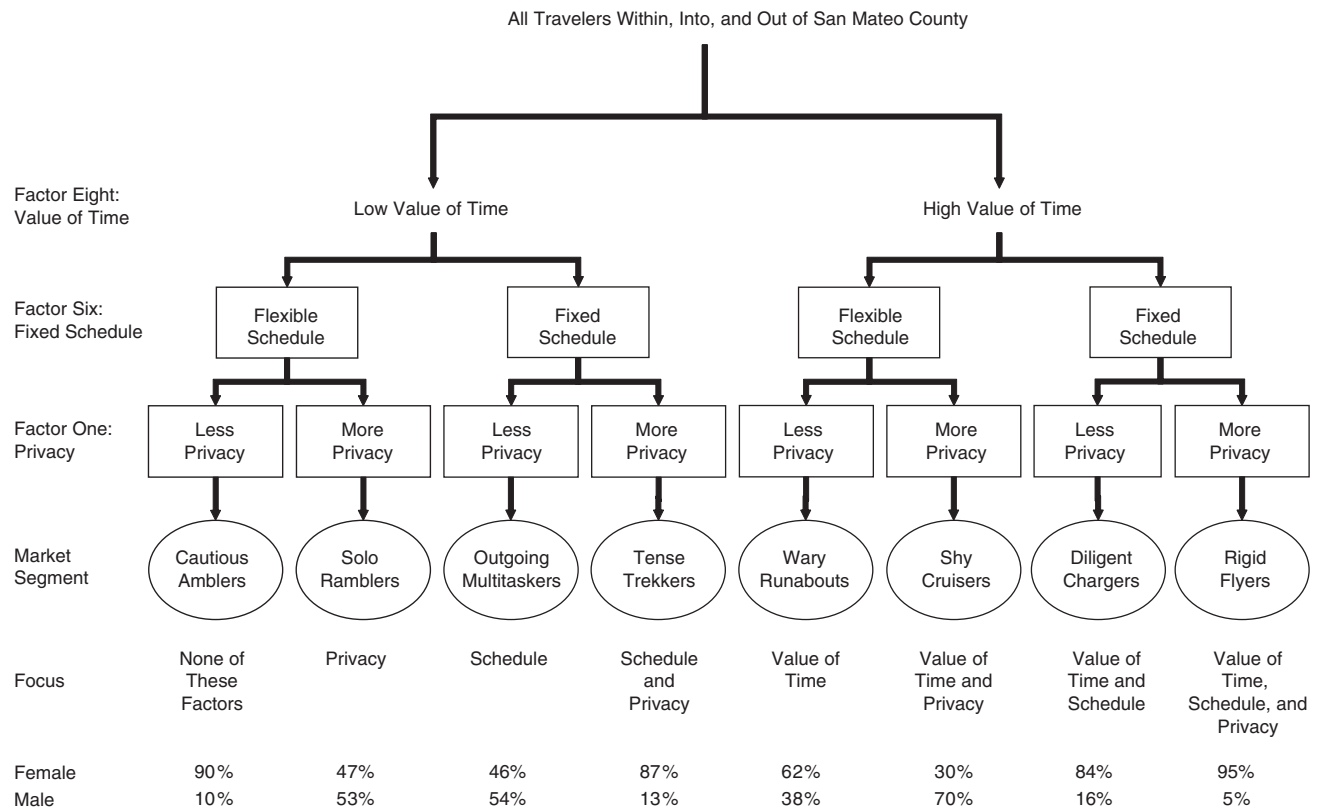 All Travelers Within, Into, and Out of San Mateo County
Factor Eight:
Value of Time
Low Value of Time
High Value of Time
Factor Six:
Fixed Schedule
Flexible
Schedule
Fixed
Schedule
Flexible
Schedule
Fixed
Schedule
Factor One:
Privacy
Less
Privacy
More
Privacy
Less
Privacy
More
Privacy
Less
Privacy
More
Privacy
Less
Privacy
More
Privacy
Market
Segment
Cautious
Amblers
Solo
Ramblers
Outgoing
Multitaskers
Tense
Trekkers
Wary
Runabouts
Shy
Cruisers
Diligent
Chargers
Rigid
Flyers
Focus
None of
These
Factors
Privacy
Schedule
Schedule
and
Privacy
Value of
Time
Value of
Time and
Privacy
Value of
Time and
Schedule
Value of
Time,
Schedule, and
Privacy
Female 90% 47% 46% 87% 62% 30% 84% 95%
Male 10% 53% 54% 13% 38% 70% 16% 5%